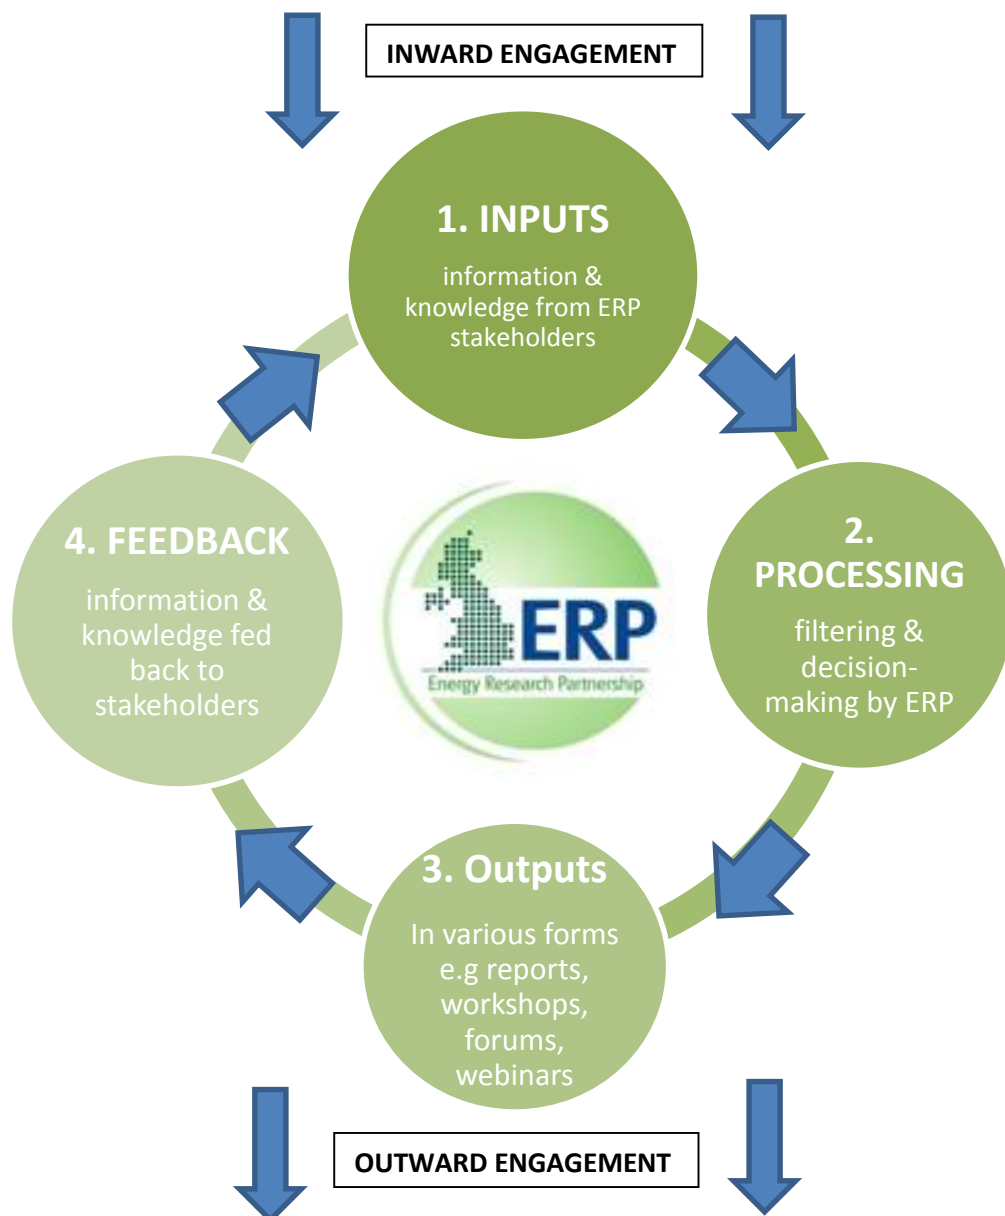 INWARD ENGAGEMENT
1. INPUTS
information &
knowledge from ERP
stakeholders
2.
PROCESSING
filtering &
decision-
making by ERP
3. Outputs
In various forms
e.g reports,
workshops,
forums,
webinars
4. FEEDBACK
information &
knowledge fed
back to
stakeholders
ERP
Energy Research Partnership
OUTWARD ENGAGEMENT